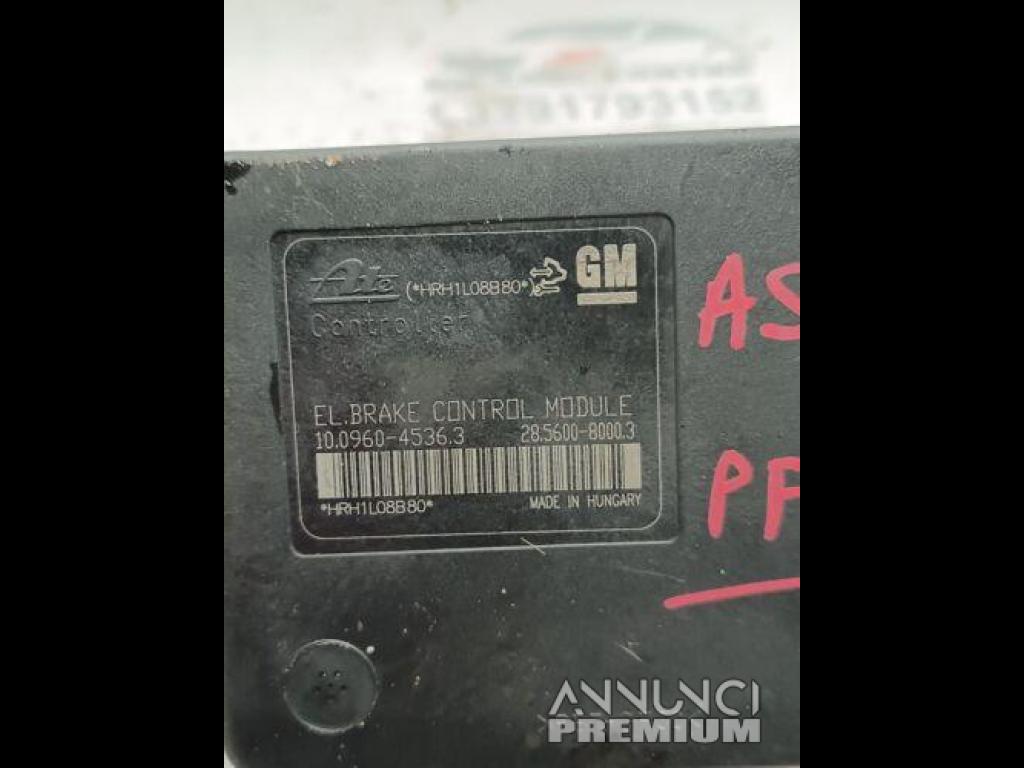 Ate (*HRH1L08B80*) GM
Controller
AS
EL.BRAKE CONTROL MODULE
10.0960-4536.3 28.5600-8000.3
PF
*HRH1L08B80* MADE IN HUNGARY
ANNUNCI
PREMIUM